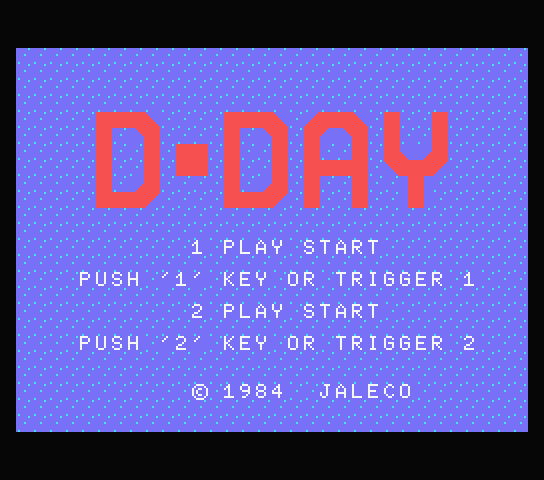 D-DAY
1 PLAY START
PUSH '1' KEY OR TRIGGER 1
2 PLAY START
PUSH '2' KEY OR TRIGGER 2
© 1984 JALECO